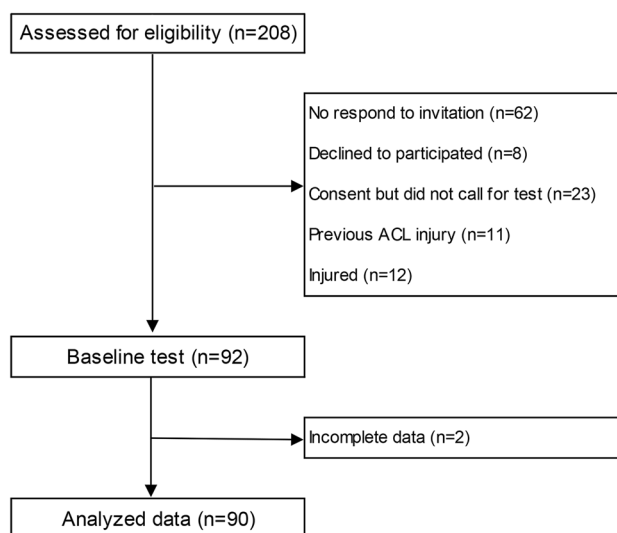 Assessed for eligibility (n=208)
No respond to invitation (n=62)
Declined to participated (n=8)
Consent but did not call for test (n=23)
Previous ACL injury (n=11)
Injured (n=12)
Baseline test (n=92)
Incomplete data (n=2)
Analyzed data (n=90)